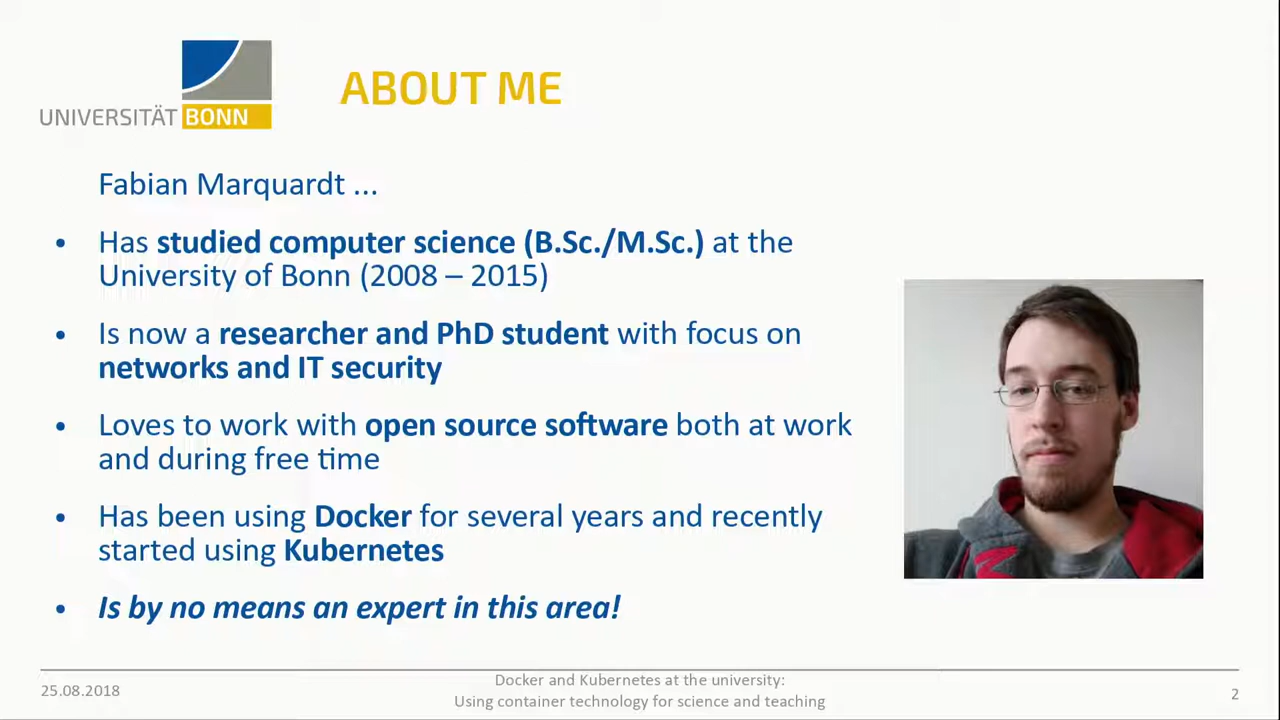 UNIVERSITÄT BONN
ABOUT ME
Fabian Marquardt ...
• Has studied computer science (B.Sc./M.Sc.) at the
University of Bonn (2008 – 2015)
• Is now a researcher and PhD student with focus on
networks and IT security
• Loves to work with open source software both at work
and during free time
• Has been using Docker for several years and recently
started using Kubernetes
• Is by no means an expert in this area!
25.08.2018
Docker and Kubernetes at the university:
Using container technology for science and teaching
2